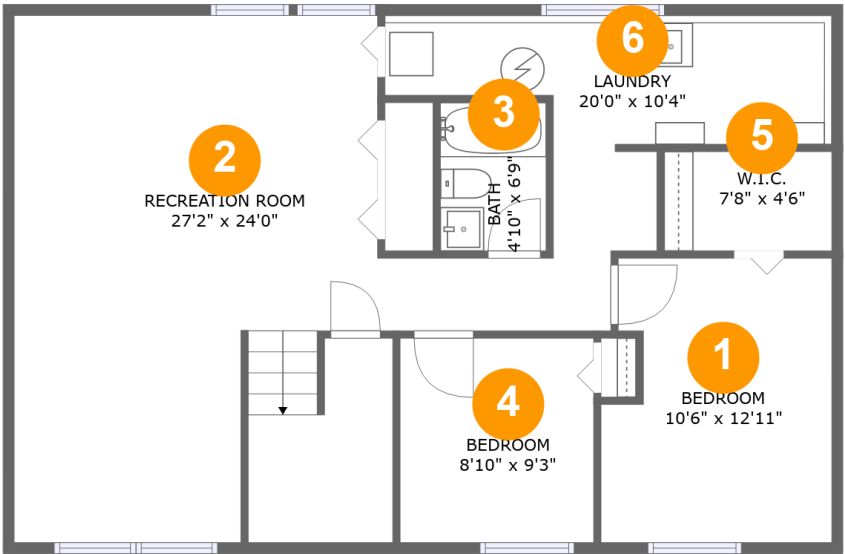 6
LAUNDRY
20'0" x 10'4"
3
BATH
4'10" x 6'9"
5
W.I.C.
7'8" x 4'6"
2
RECREATION ROOM
27'2" x 24'0"
1
BEDROOM
10'6" x 12'11"
4
BEDROOM
8'10" x 9'3"